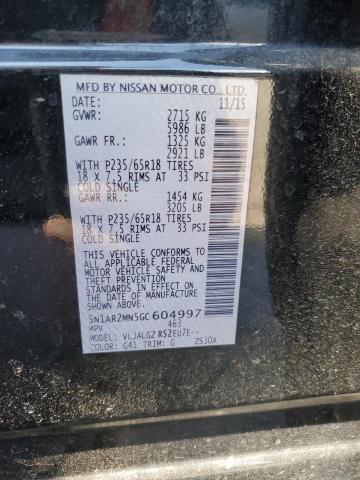 MFD BY NISSAN MOTOR CO., LTD.
DATE: 11/15
GVWR: 2715 KG
5986 LB
GAWR FR.: 1325 KG
2921 LB
WITH P235/65R18 TIRES
18 X 7.5 RIMS AT 33 PSI
COLD SINGLE
GAWR RR.: 1454 KG
3205 LB
WITH P235/65R18 TIRES
18 X 7.5 RIMS AT 33 PSI
COLD SINGLE
THIS VEHICLE CONFORMS TO ALL
APPLICABLE U.S. FEDERAL
MOTOR VEHICLE SAFETY
STANDARDS IN EFFECT ON THE
DATE OF MANUFACTURE
SHOWN ABOVE.
5N1AR2MN5GC604997
MPV 463
MODEL: VLJALGZ R52EU7E--
COLOR: G41 TRIM: G ZS30A